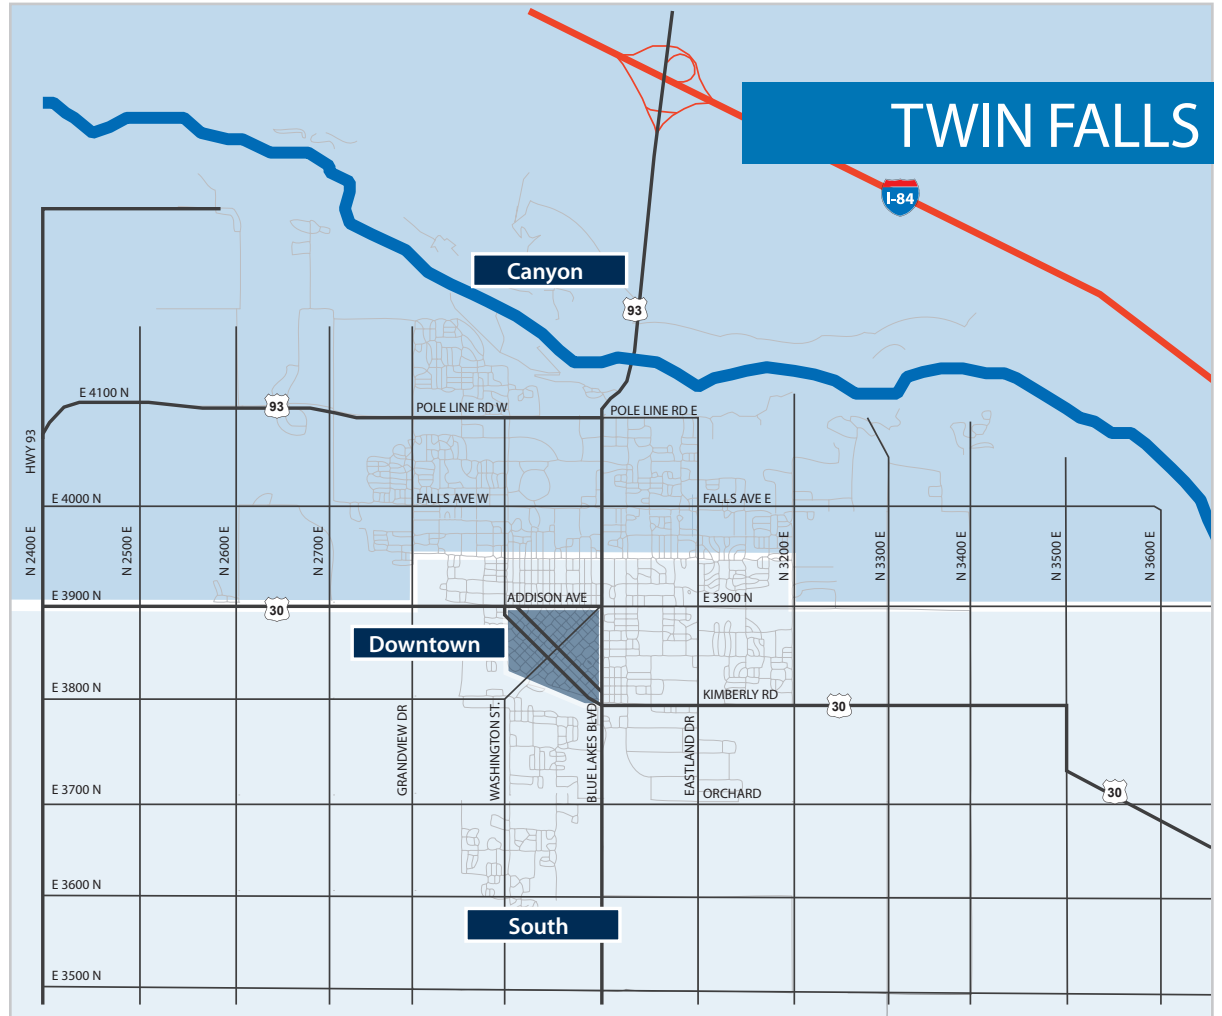 TWIN FALLS
I-84
Canyon
93
E 4100 N
93
POLE LINE RD W
POLE LINE RD E
HWY 93
E 4000 N
FALLS AVE W
FALLS AVE E
N 2400 E
N 2500 E
N 2600 E
N 2700 E
N 3200 E
N 3300 E
N 3400 E
N 3500 E
N 3600 E
E 3900 N
30
ADDISON AVE
E 3900 N
Downtown
E 3800 N
KIMBERLY RD
30
GRANDVIEW DR
WASHINGTON ST.
BLUE LAKES BLVD
EASTLAND DR
E 3700 N
ORCHARD
30
E 3600 N
South
E 3500 N